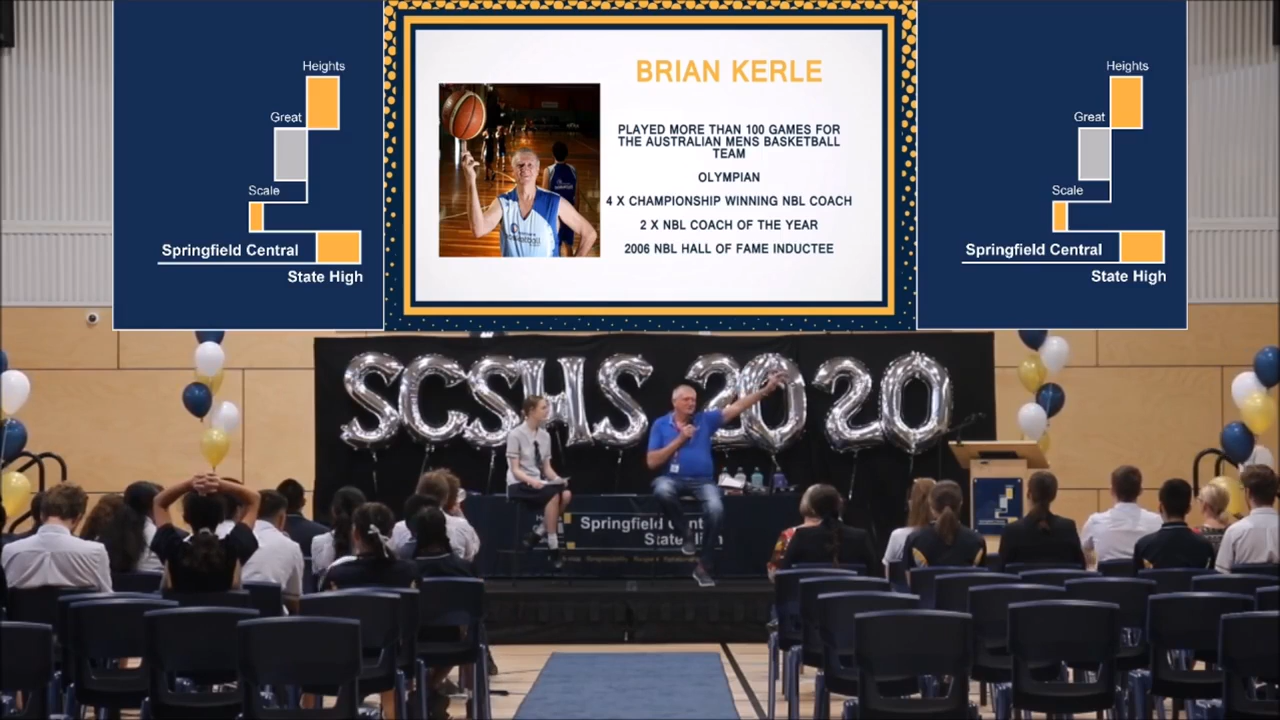 Heights
Great
Scale
Springfield Central
State High
BRIAN KERLE
PLAYED MORE THAN 100 GAMES FOR
THE AUSTRALIAN MENS BASKETBALL
TEAM
OLYMPIAN
4 X CHAMPIONSHIP WINNING NBL COACH
2 X NBL COACH OF THE YEAR
2006 NBL HALL OF FAME INDUCTEE
Heights
Great
Scale
Springfield Central
State High
SCSHS 2020
Springfield
State